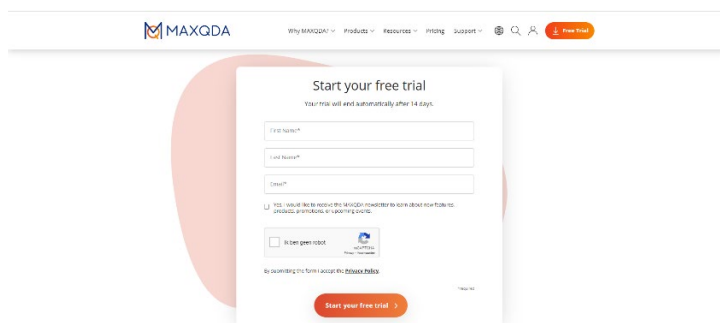 MAXQDA
Why MAXQDA? Products Resources Pricing Support Free Trial
Start your free trial
Your trial will end automatically after 14 days.
First Name*
Last Name*
Email*
Yes, I would like to receive the MAXQDA newsletter to learn about new features,
products, promotions, or upcoming events.
Ik ben geen robot
reCAPTCHA
By submitting the form I accept the Privacy Policy.
Start your free trial